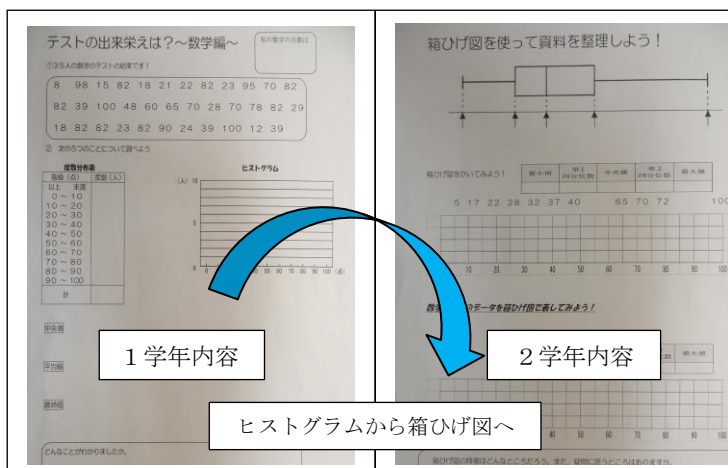 テストの出来栄えは？～数学編～
私の数学の点数は
①３５人の数学のテストの結果です！
8 98 15 82 18 21 22 82 23 95 70 82
82 39 100 48 60 65 70 28 70 78 82 29
18 82 82 23 82 90 24 39 100 12 39
② 次の５つのことについて調べよう
度数分布表
階級（点） 度数（人）
以上 未満
0 ～ 10
10 ～ 20
20 ～ 30
30 ～ 40
40 ～ 50
50 ～ 60
60 ～ 70
70 ～ 80
80 ～ 90
90 ～ 100
計
ヒストグラム
（人）
10
5
0
0 30 40 50 60 70 80 90 100 （点）
中央値
平均値
最頻値
どんなことがわかりましたか。
１学年内容
箱ひげ図を使って資料を整理しよう！
箱ひげ図をかいてみよう！
最小値 第１四分位数 中央値 第３四分位数 最大値
5 17 22 28 32 37 40 65 70 72 100
10 20 30 40 50 60 70 80 90 100
データを箱ひげ図で表してみよう！
最大値
２学年内容
40 50 60 70 80 90 100
箱ひげ図の特徴はどんなところだろう。また、疑問に思うところはありますか。
ヒストグラムから箱ひげ図へ